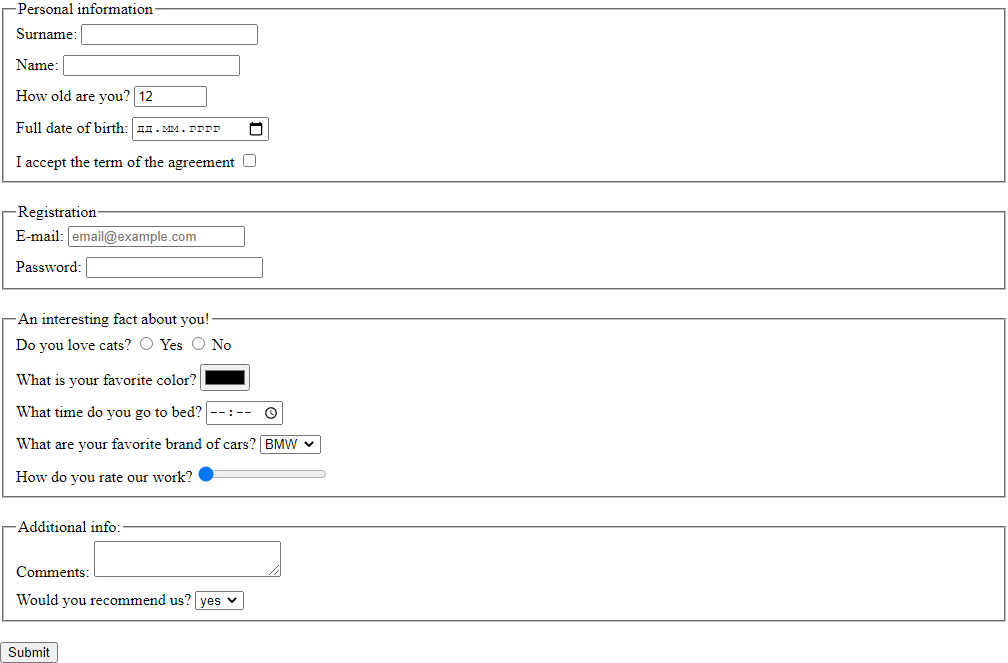 Personal information
Surname:
Name:
How old are you? 12
Full date of birth: дд.мм.гггг
I accept the term of the agreement
Registration
E-mail: email@example.com
Password:
An interesting fact about you!
Do you love cats? Yes No
What is your favorite color?
What time do you go to bed? --:--
What are your favorite brand of cars? BMW
How do you rate our work?
Additional info:
Comments:
Would you recommend us? yes
Submit